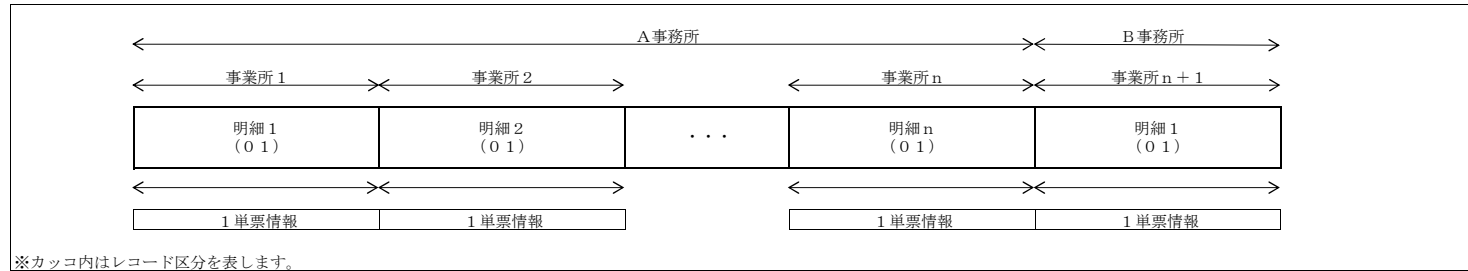 Ａ事務所 Ｂ事務所
事業所１ 事業所２ 事業所ｎ 事業所ｎ＋１
明細１ 明細２ ・・・ 明細ｎ 明細１
（０１） （０１） （０１） （０１）
１単票情報 １単票情報 １単票情報 １単票情報
※カッコ内はレコード区分を表します。